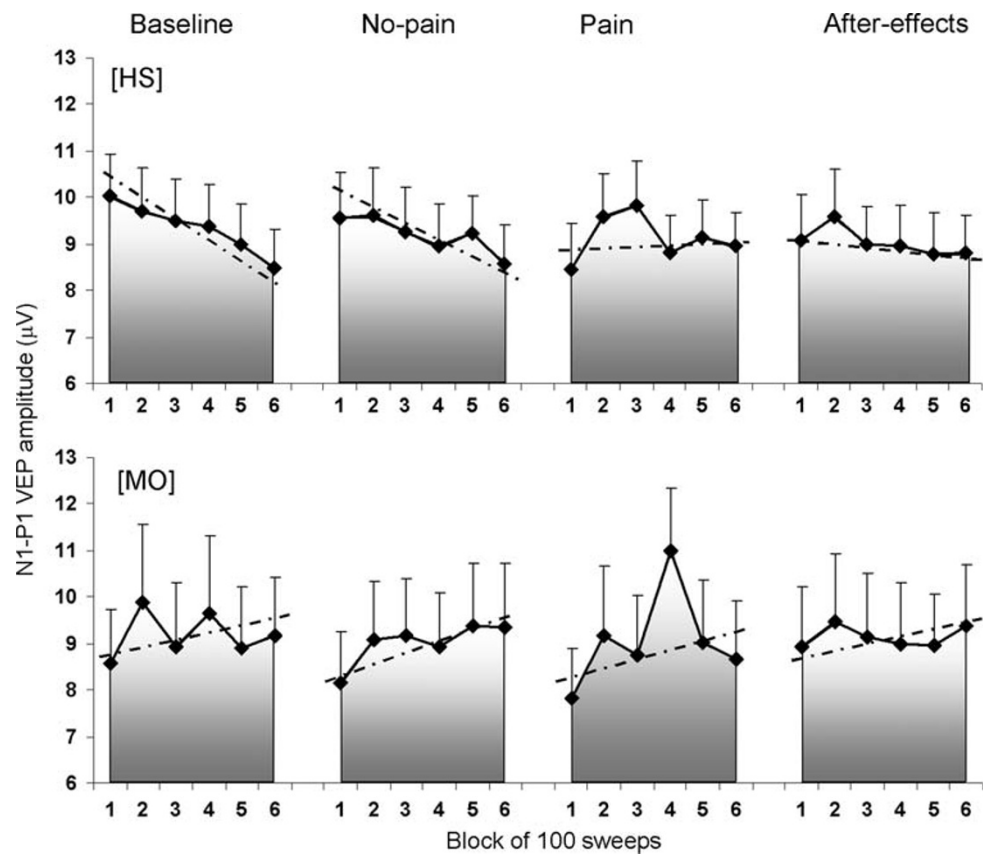 Baseline No-pain Pain After-effects
[HS]
13
12
11
10
9
8
7
6
1 2 3 4 5 6 1 2 3 4 5 6 1 2 3 4 5 6 1 2 3 4 5 6
N1-P1 VEP amplitude (µV)
[MO]
13
12
11
10
9
8
7
6
1 2 3 4 5 6 1 2 3 4 5 6 1 2 3 4 5 6 1 2 3 4 5 6
Block of 100 sweeps